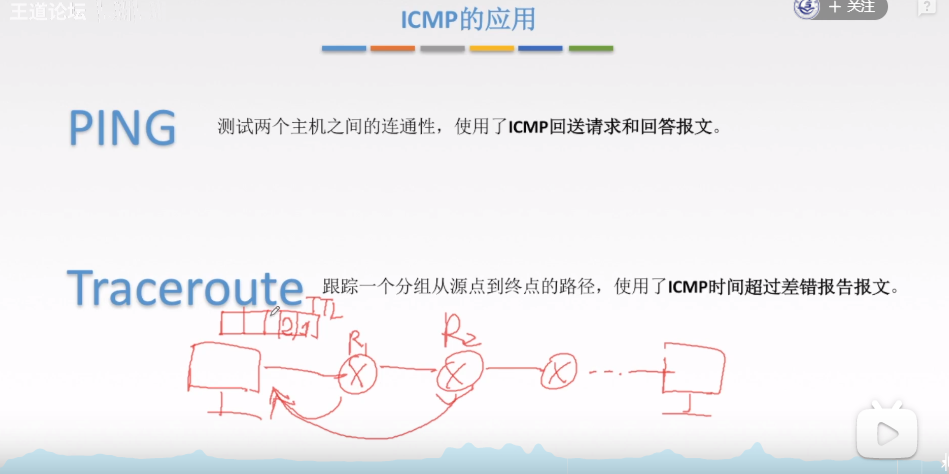 王道论坛
+ 关注
?
ICMP的应用
PING
测试两个主机之间的连通性，使用了ICMP回送请求和回答报文。
Traceroute
跟踪一个分组从源点到终点的路径，使用了ICMP时间超过差错报告报文。
TTL
2 1
R1
R2